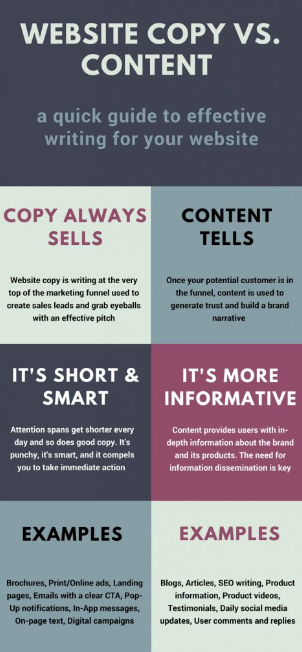 WEBSITE COPY VS.
CONTENT
a quick guide to effective
writing for your website
COPY ALWAYS
SELLS
Website copy is writing at the very
top of the marketing funnel used to
create sales leads and grab eyeballs
with an effective pitch
CONTENT
TELLS
Once your potential customer is in
the funnel, content is used to
generate trust and build a brand
narrative
IT'S SHORT &
SMART
Attention spans get shorter every
day and so does good copy. It's
punchy, it's smart, and it compels
you to take immediate action
IT'S MORE
INFORMATIVE
Content provides users with in-
depth information about the brand
and its products. The need for
information dissemination is key
EXAMPLES
Brochures, Print/Online ads, Landing
pages, Emails with a clear CTA, Pop-
Up notifications, In-App messages,
On-page text, Digital campaigns
EXAMPLES
Blogs, Articles, SEO writing, Product
information, Product videos,
Testimonials, Daily social media
updates, User comments and replies